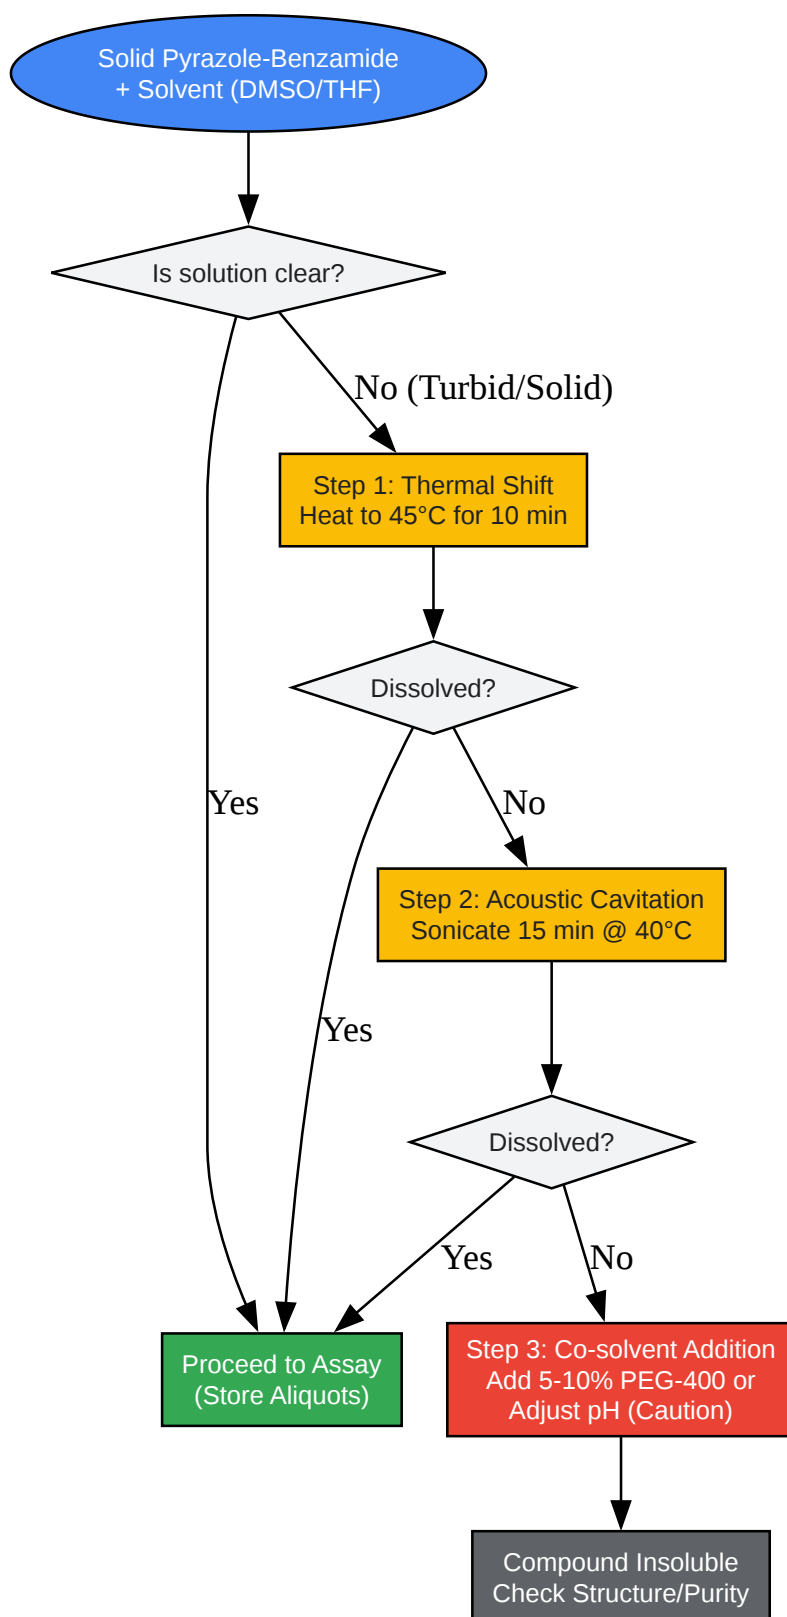 Solid Pyrazole-Benzamide
+ Solvent (DMSO/THF)
Is solution clear?
No (Turbid/Solid)
Step 1: Thermal Shift
Heat to 45°C for 10 min
Dissolved?
Yes
No
Step 2: Acoustic Cavitation
Sonicate 15 min @ 40°C
Yes
Dissolved?
Yes
No
Proceed to Assay
(Store Aliquots)
Step 3: Co-solvent Addition
Add 5-10% PEG-400 or
Adjust pH (Caution)
Compound Insoluble
Check Structure/Purity